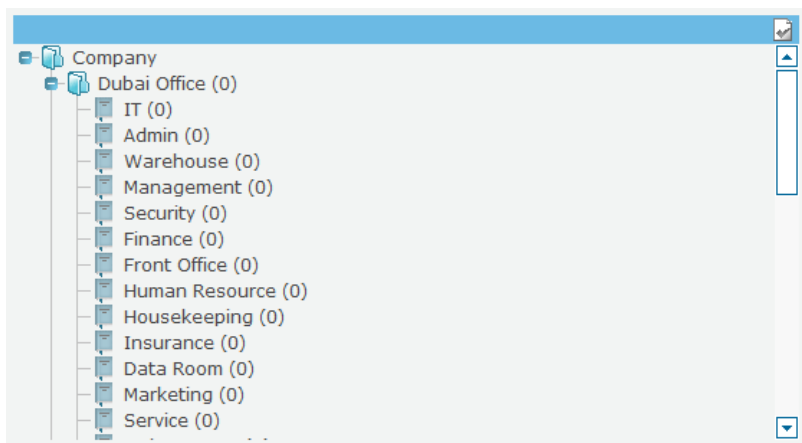 Company
Dubai Office (0)
IT (0)
Admin (0)
Warehouse (0)
Management (0)
Security (0)
Finance (0)
Front Office (0)
Human Resource (0)
Housekeeping (0)
Insurance (0)
Data Room (0)
Marketing (0)
Service (0)